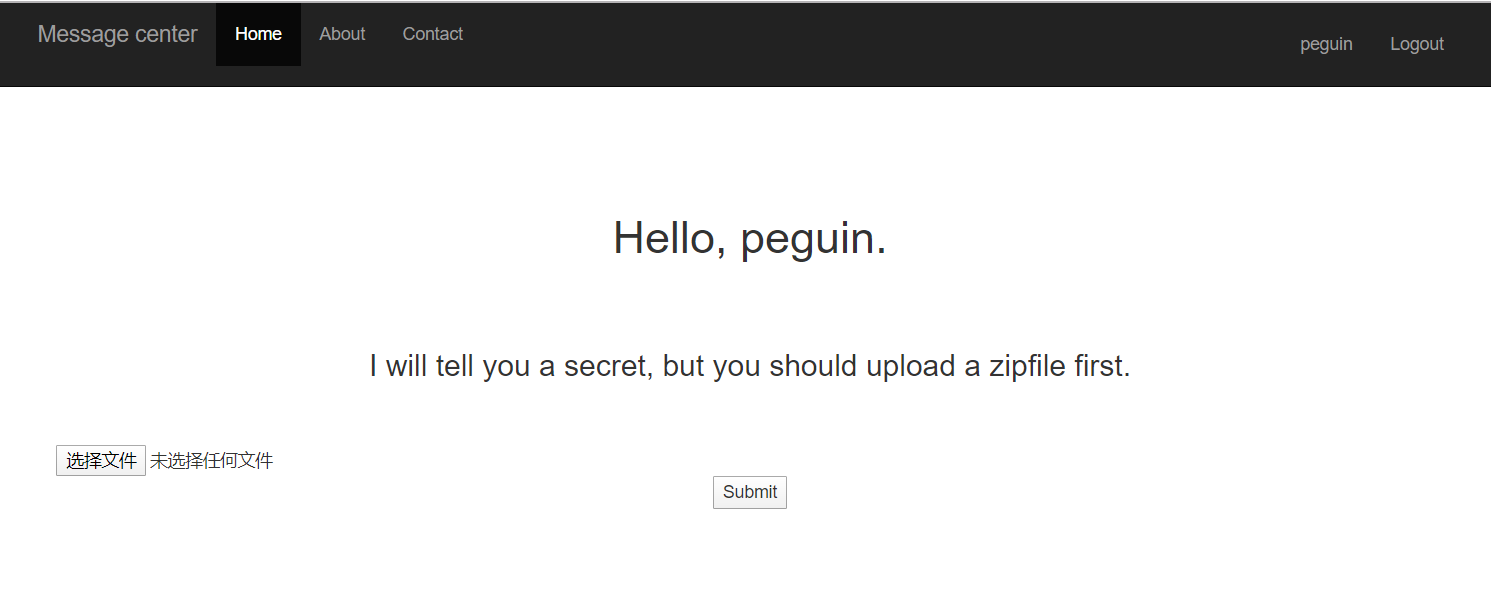 Message center Home About Contact peguin Logout
Hello, peguin.
I will tell you a secret, but you should upload a zipfile first.
选择文件 未选择任何文件
Submit